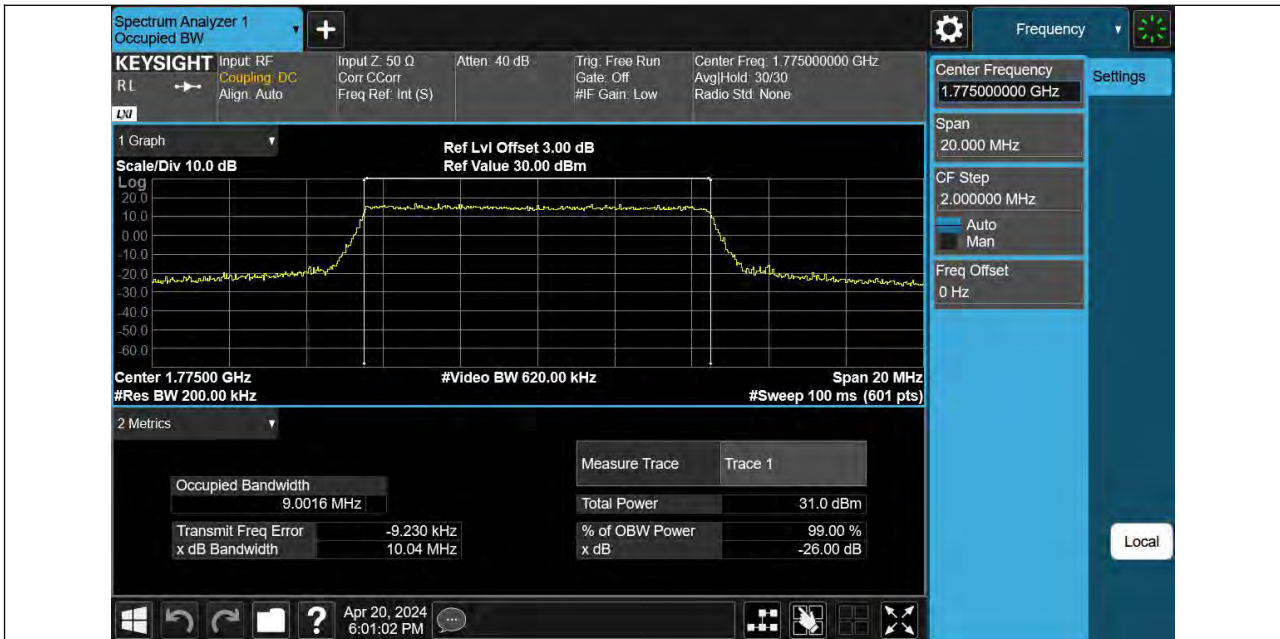 Spectrum Analyzer 1
Occupied BW
+
Frequency
KEYSIGHT
RL
LXI
Input: RF
Coupling: DC
Align: Auto
Input Z: 50 Ω
Corr CCorr
Freq Ref: Int (S)
Atten: 40 dB
Trig: Free Run
Gate: Off
#IF Gain: Low
Center Freq: 1.775000000 GHz
Avg|Hold: 30/30
Radio Std: None
Center Frequency
1.775000000 GHz
Settings
Span
20.000 MHz
CF Step
2.000000 MHz
Auto
Man
Freq Offset
0 Hz
Local
1 Graph
Scale/Div 10.0 dB
Ref Lvl Offset 3.00 dB
Ref Value 30.00 dBm
Log
20.0
10.0
0.00
-10.0
-20.0
-30.0
-40.0
-50.0
-60.0
Center 1.77500 GHz
#Video BW 620.00 kHz
Span 20 MHz
#Res BW 200.00 kHz
#Sweep 100 ms (601 pts)
2 Metrics
Measure Trace Trace 1
Occupied Bandwidth
9.0016 MHz
Total Power 31.0 dBm
Transmit Freq Error -9.230 kHz
% of OBW Power 99.00 %
x dB Bandwidth 10.04 MHz
x dB -26.00 dB
?
Apr 20, 2024
6:01:02 PM